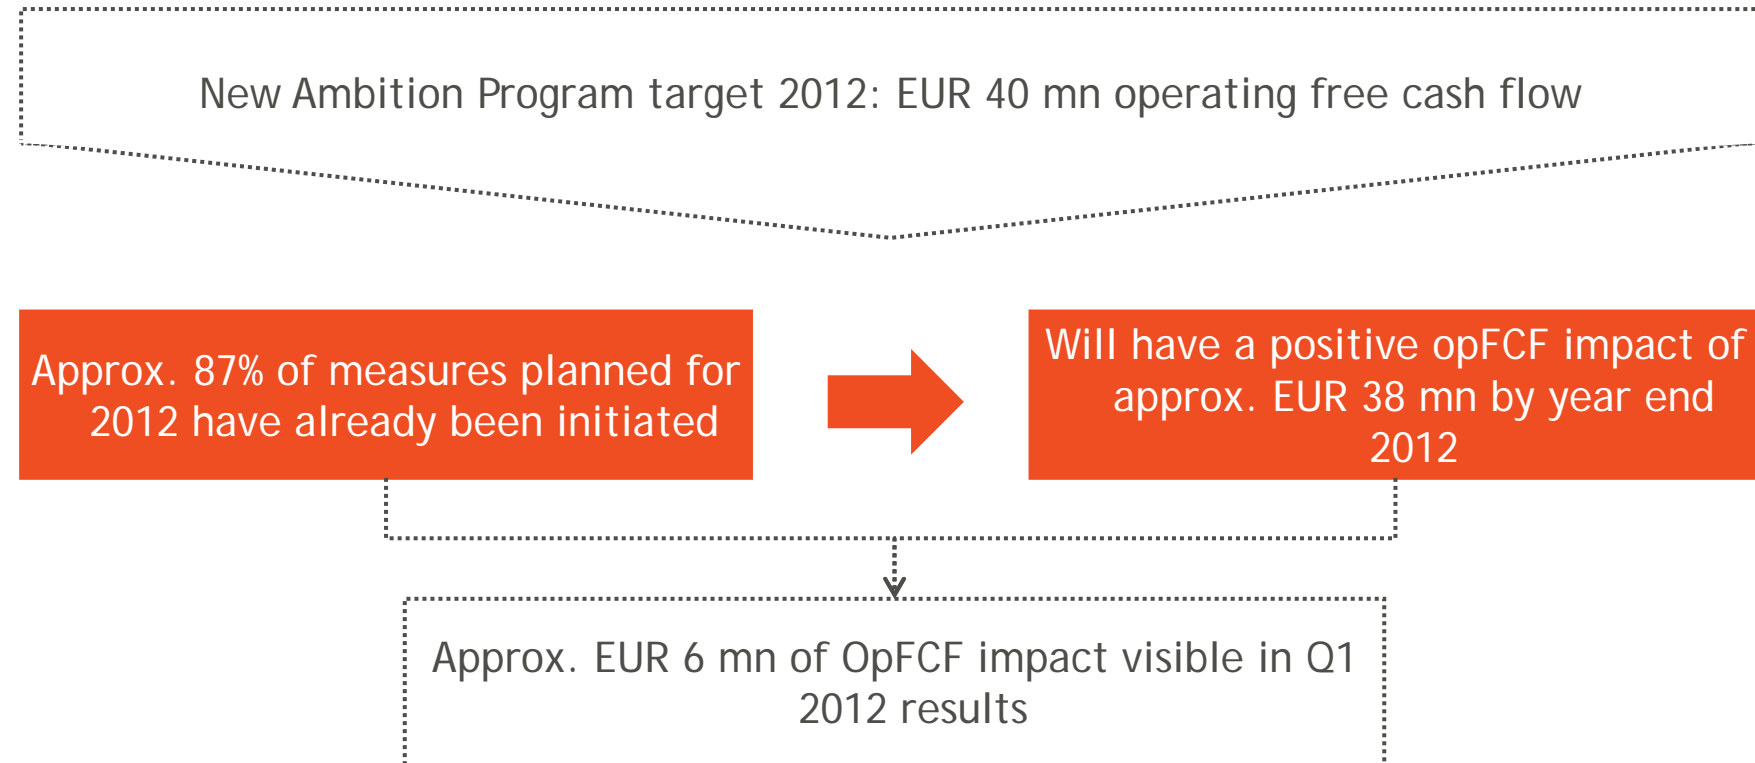 New Ambition Program target 2012: EUR 40 mn operating free cash flow
Approx. 87% of measures planned for
2012 have already been initiated
Will have a positive opFCF impact of
approx. EUR 38 mn by year end
2012
Approx. EUR 6 mn of OpFCF impact visible in Q1
2012 results